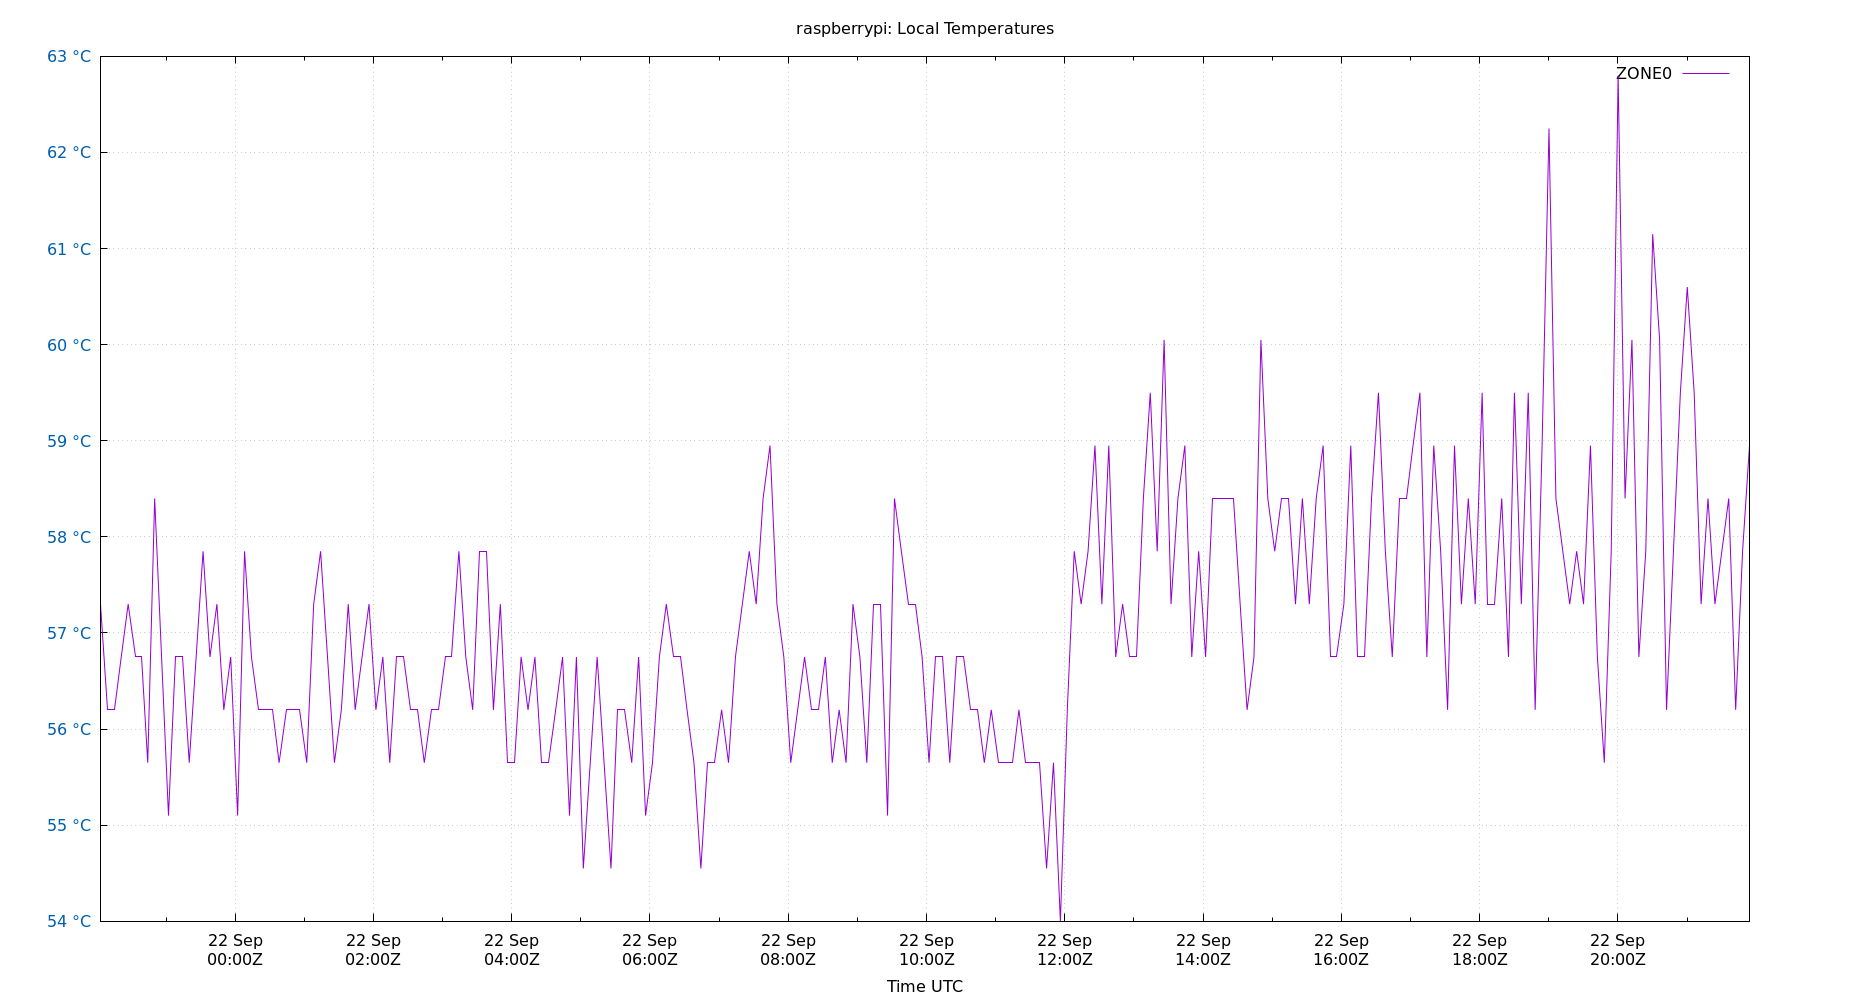 raspberrypi: Local Temperatures
63 °C
ZONE0
62 °C
61 °C
60 °C
59 °C
58 °C
57 °C
56 °C
55 °C
54 °C
22 Sep 22 Sep 22 Sep 22 Sep 22 Sep 22 Sep 22 Sep 22 Sep 22 Sep 22 Sep 22 Sep
00:00Z 02:00Z 04:00Z 06:00Z 08:00Z 10:00Z 12:00Z 14:00Z 16:00Z 18:00Z 20:00Z
Time UTC